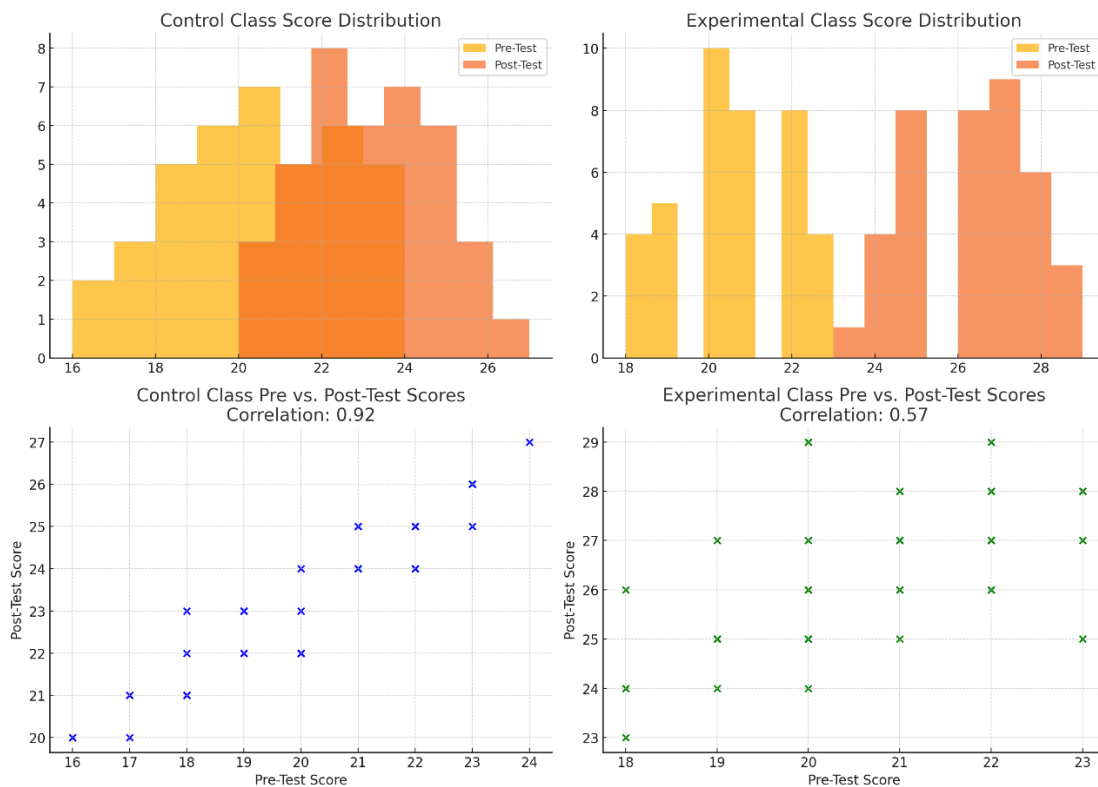 Control Class Score Distribution
Pre-Test
Post-Test
8
7
6
5
4
3
2
1
0
16 18 20 22 24 26
Experimental Class Score Distribution
Pre-Test
Post-Test
10
8
6
4
2
0
18 20 22 24 26 28
Control Class Pre vs. Post-Test Scores
Correlation: 0.92
Post-Test Score
27
26
25
24
23
22
21
20
16 17 18 19 20 21 22 23 24
Pre-Test Score
Experimental Class Pre vs. Post-Test Scores
Correlation: 0.57
Post-Test Score
29
28
27
26
25
24
23
18 19 20 21 22 23
Pre-Test Score